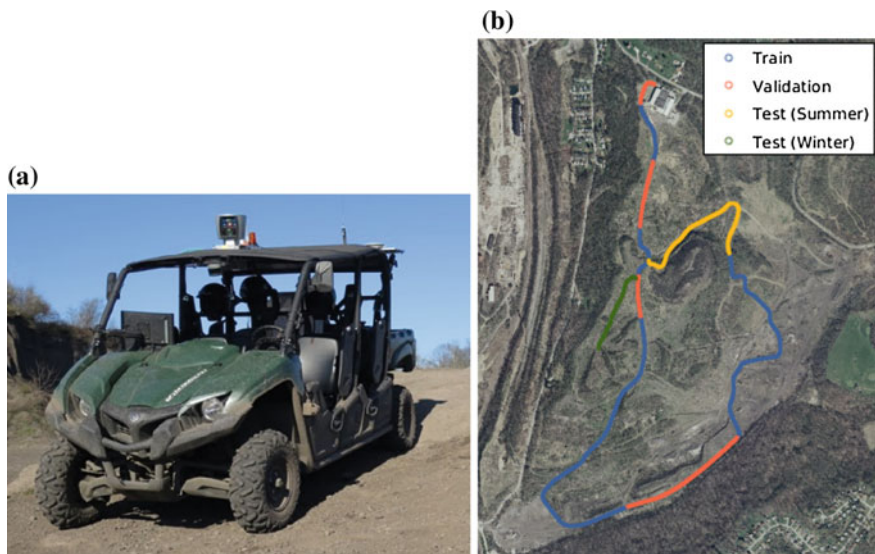 (a)
(b)
Train
Validation
Test (Summer)
Test (Winter)